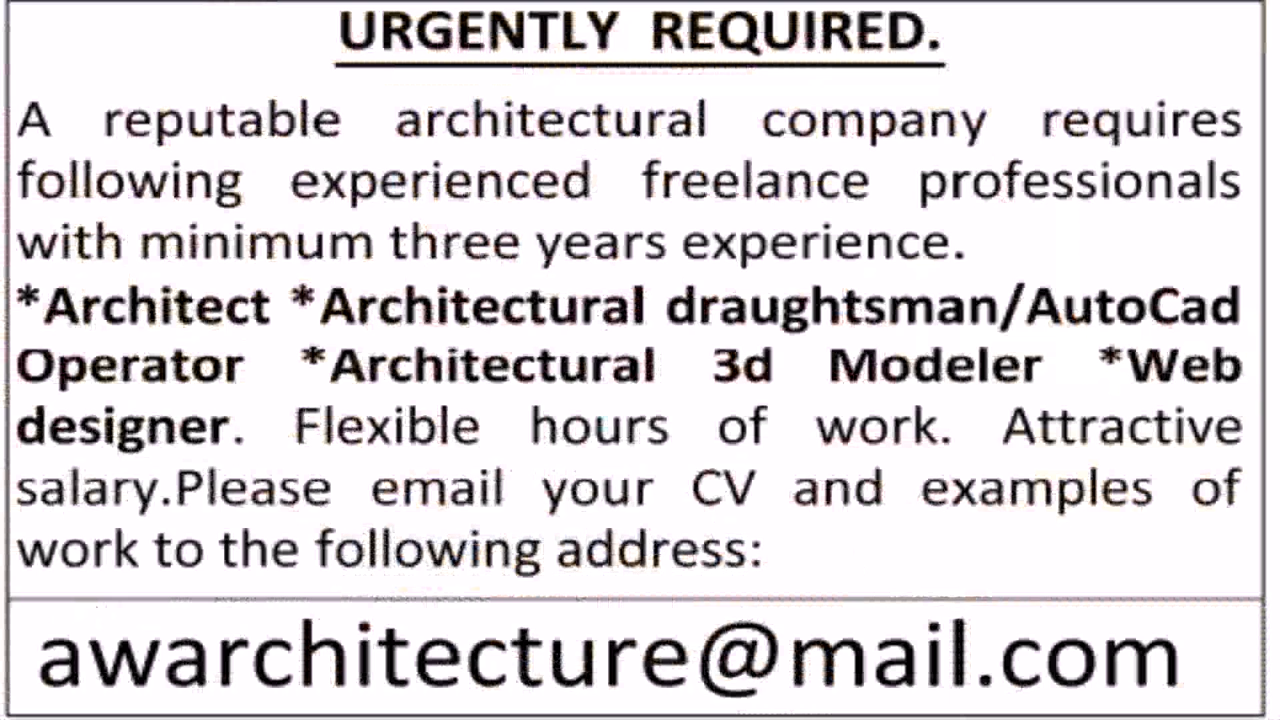 URGENTLY REQUIRED.
A reputable architectural company requires
following experienced freelance professionals
with minimum three years experience.
*Architect *Architectural draughtsman/AutoCad
Operator *Architectural 3d Modeler *Web
designer. Flexible hours of work. Attractive
salary.Please email your CV and examples of
work to the following address:
awarchitecture@mail.com